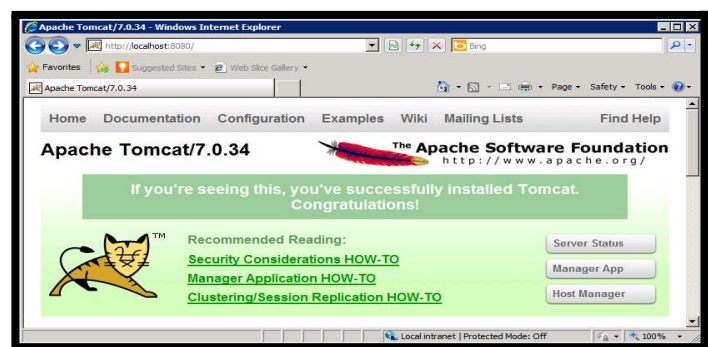 Apache Tomcat/7.0.34 - Windows Internet Explorer
http://localhost:8080/
Bing
Favorites Suggested Sites Web Slice Gallery
Apache Tomcat/7.0.34
Page Safety Tools
Home Documentation Configuration Examples Wiki Mailing Lists Find Help
Apache Tomcat/7.0.34
The Apache Software Foundation
http://www.apache.org/
If you're seeing this, you've successfully installed Tomcat.
Congratulations!
TM
Recommended Reading:
Security Considerations HOW-TO
Manager Application HOW-TO
Clustering/Session Replication HOW-TO
Server Status
Manager App
Host Manager
Local intranet | Protected Mode: Off
100%